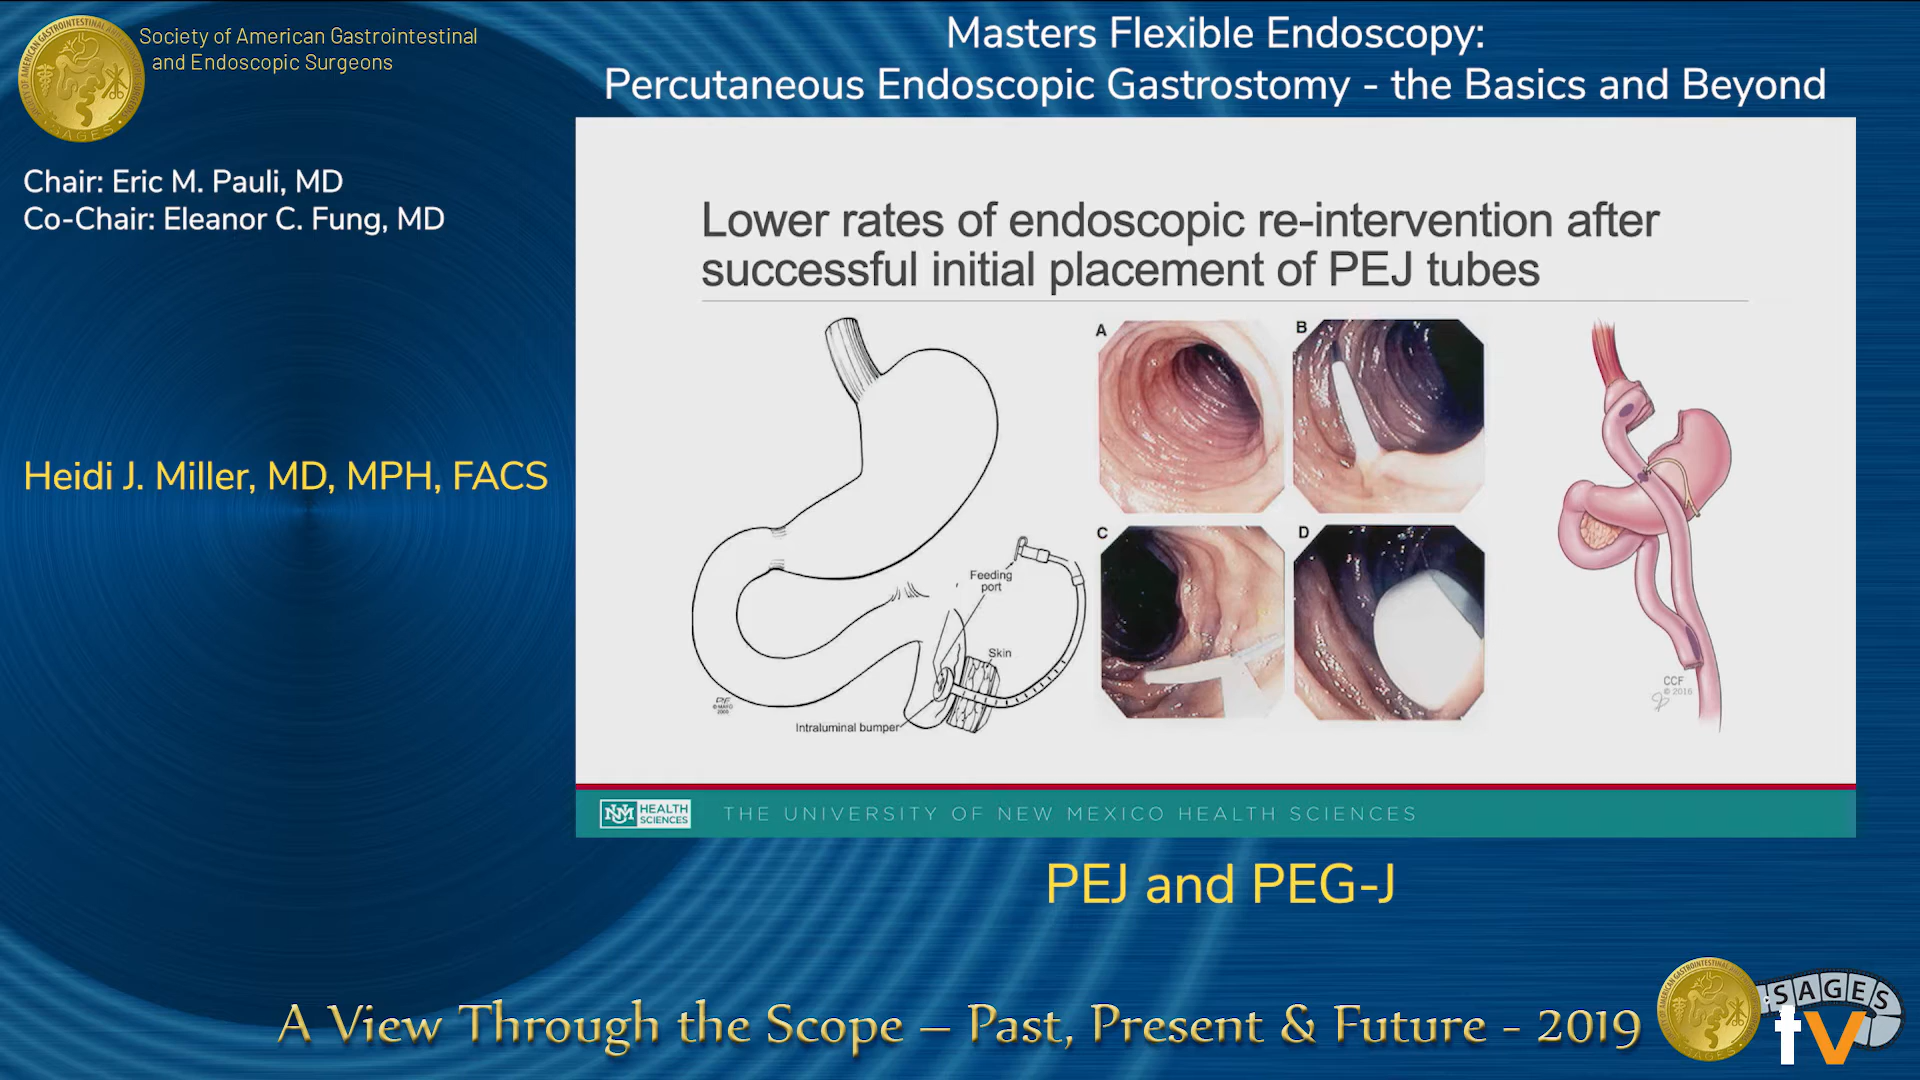 Society of American Gastrointestinal
and Endoscopic Surgeons
Masters Flexible Endoscopy:
Percutaneous Endoscopic Gastrostomy - the Basics and Beyond
Chair: Eric M. Pauli, MD
Co-Chair: Eleanor C. Fung, MD
Heidi J. Miller, MD, MPH, FACS
Lower rates of endoscopic re-intervention after
successful initial placement of PEJ tubes
A
B
C
D
Feeding
port
Skin
Intraluminal bumper
© MAYO
2000
CCF
© 2016
UNM HEALTH
SCIENCES
THE UNIVERSITY OF NEW MEXICO HEALTH SCIENCES
PEJ and PEG-J
A View Through the Scope – Past, Present & Future - 2019
SAGES
tv